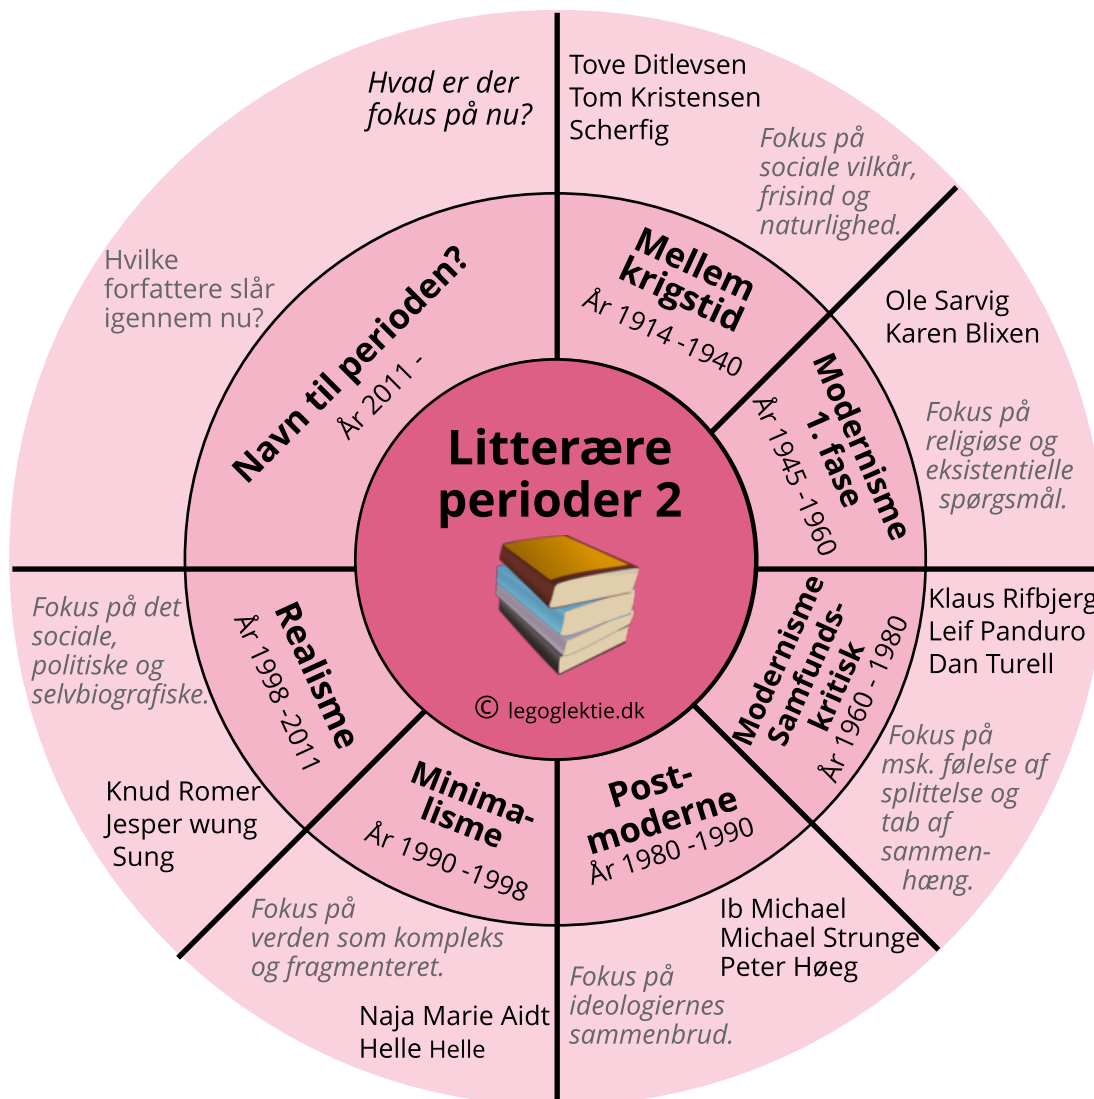 Litterære
perioder 2
© legoglektie.dk
Tove Ditlevsen
Tom Kristensen
Scherfig
Fokus på
sociale vilkår,
frisind og
naturlighed.
Mellem
krigstid
År 1914 -1940
Ole Sarvig
Karen Blixen
Fokus på
religiøse og
eksistentielle
spørgsmål.
Modernisme
1. fase
År 1945 -1960
Klaus Rifbjerg
Leif Panduro
Dan Turell
Fokus på
msk. følelse af
splittelse og
tab af
sammen-
hæng.
Modernisme
Samfunds-
kritisk
År 1960 - 1980
Post-
moderne
År 1980 -1990
Ib Michael
Michael Strunge
Peter Høeg
Fokus på
ideologiernes
sammenbrud.
Minima-
lisme
År 1990 -1998
Fokus på
verden som kompleks
og fragmenteret.
Naja Marie Aidt
Helle Helle
Realisme
År 1998 -2011
Fokus på det
sociale,
politiske og
selvbiografiske.
Knud Romer
Jesper wung
Sung
Navn til perioden?
År 2011 -
Hvad er der
fokus på nu?
Hvilke
forfattere slår
igennem nu?